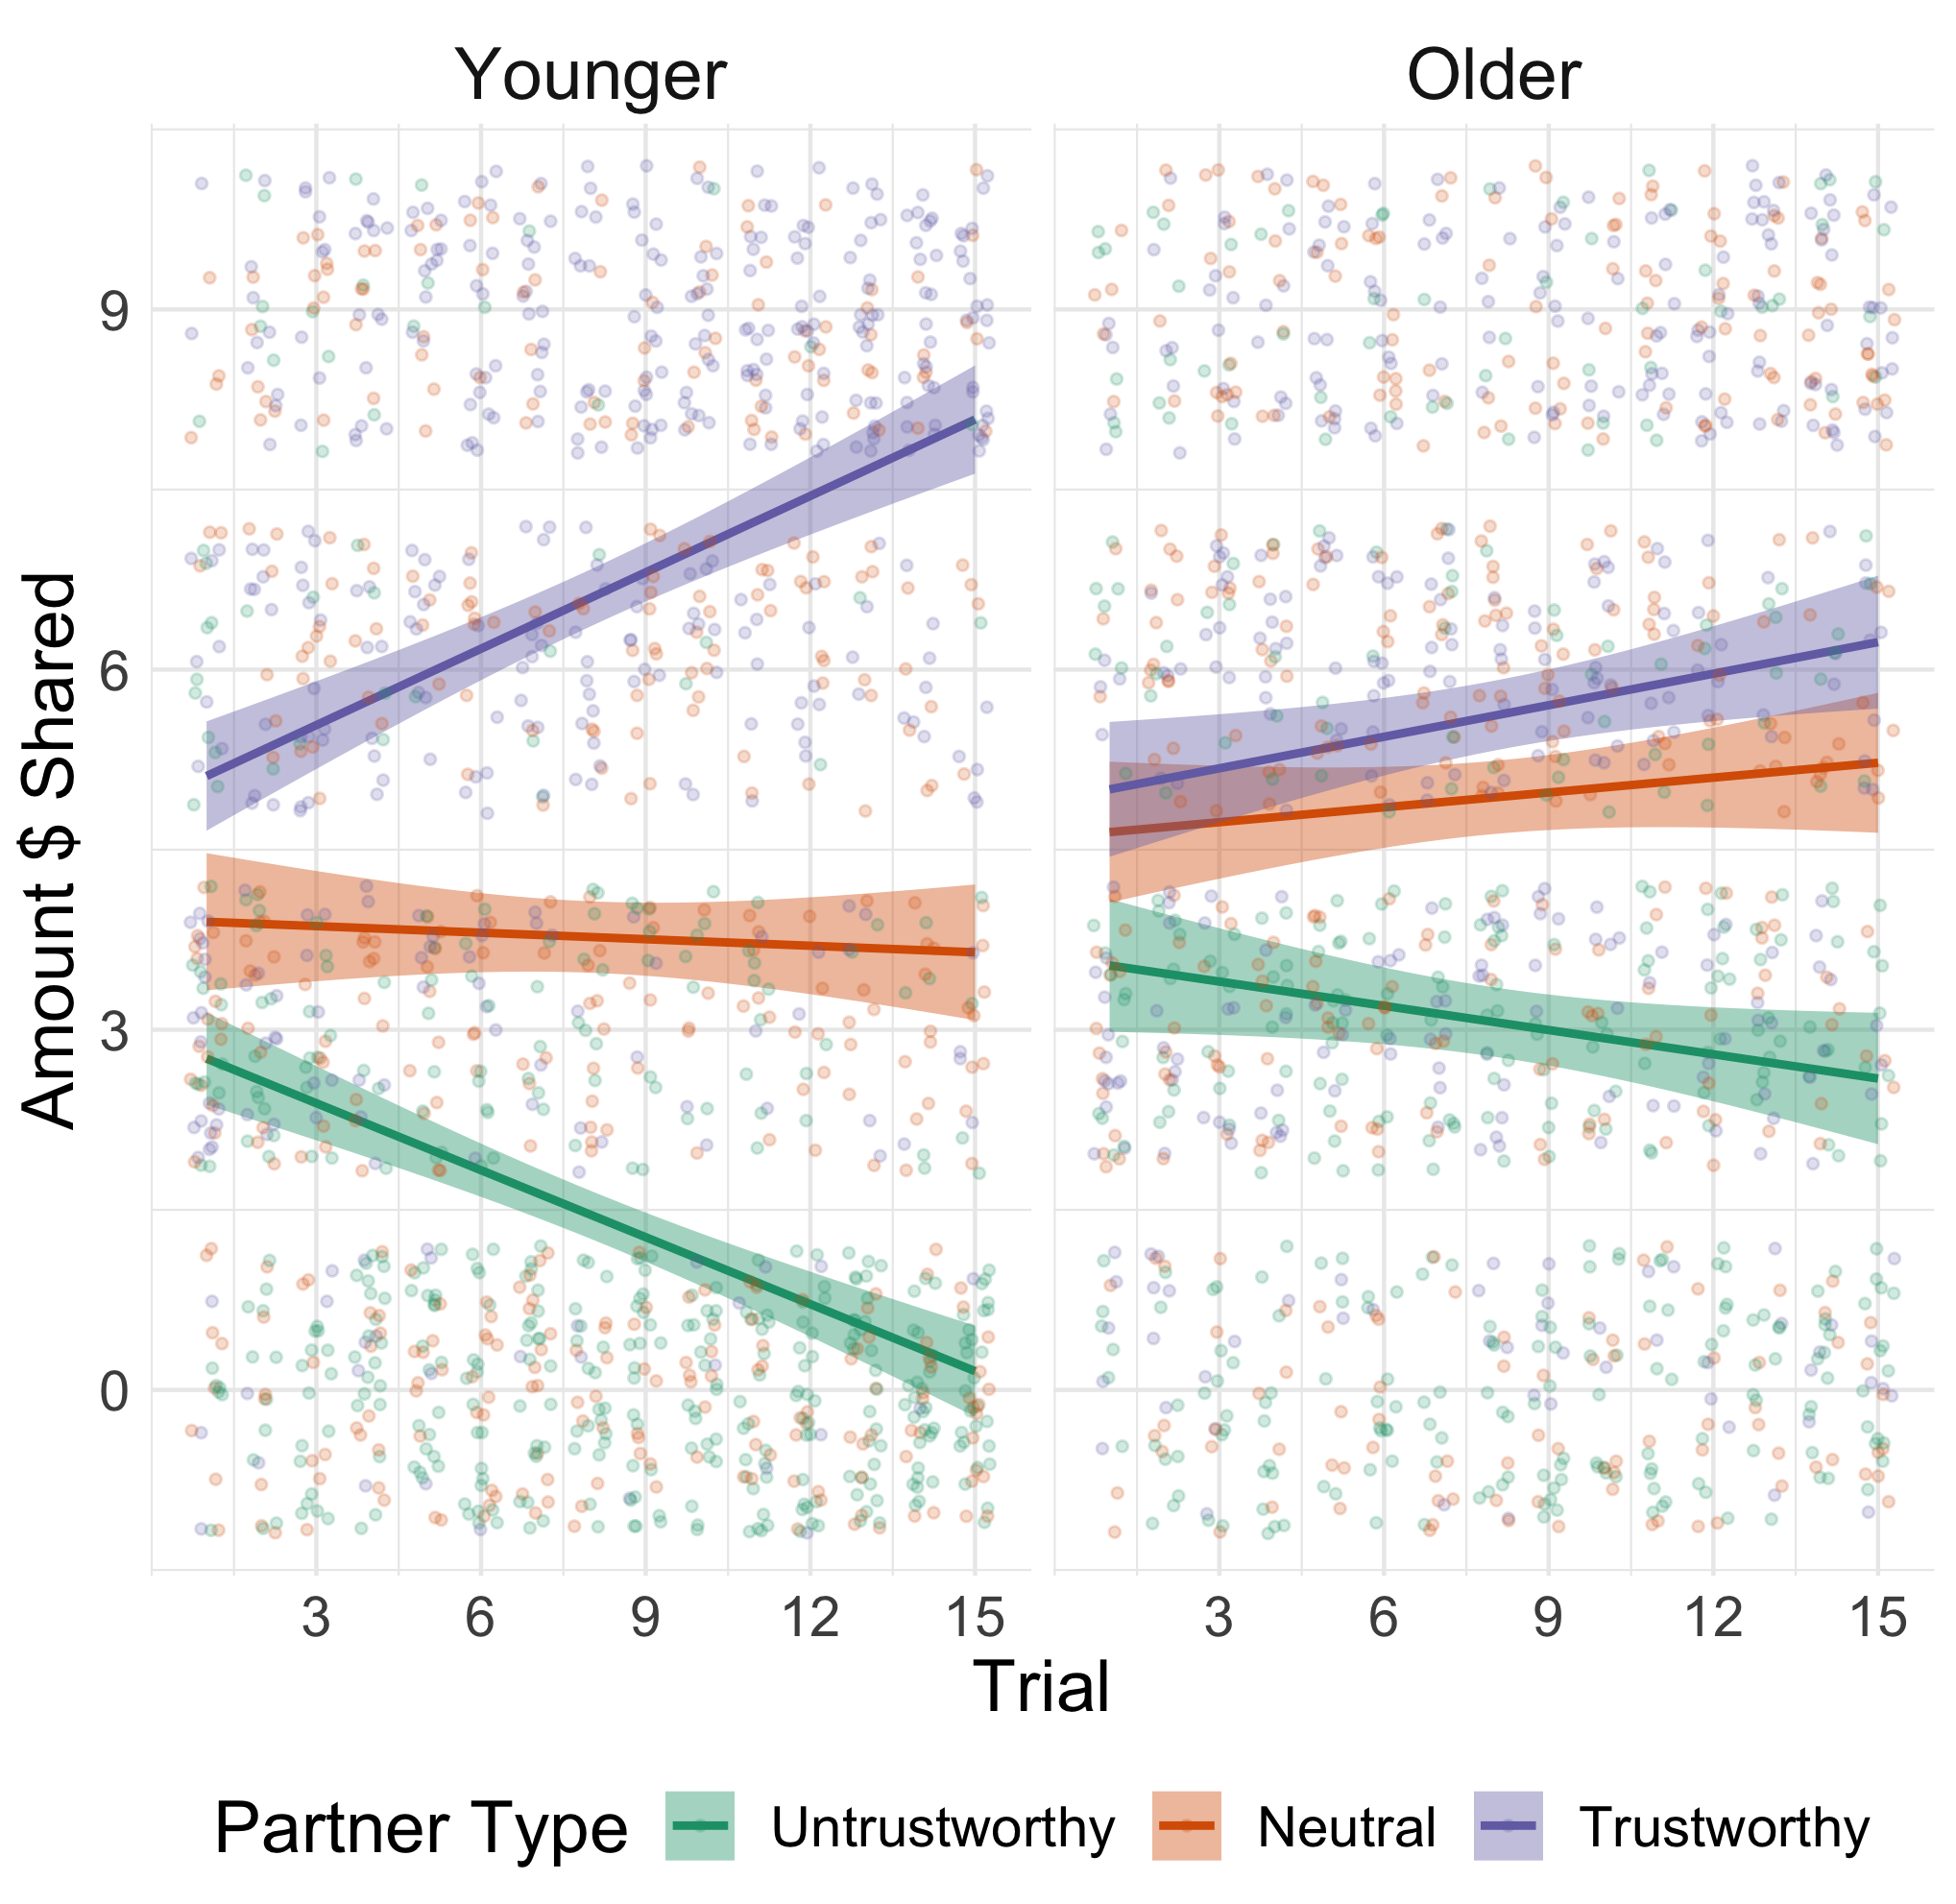 Younger Older
Amount $ Shared
9
6
3
0
3 6 9 12 15 3 6 9 12 15
Trial
Partner Type Untrustworthy Neutral Trustworthy